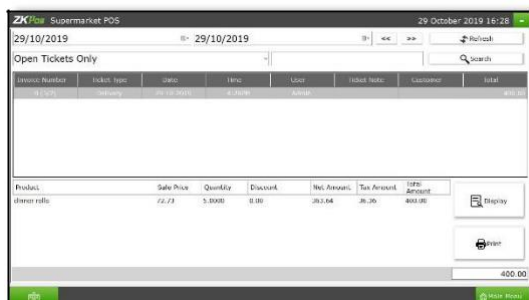 ZKPos Supermarket POS 29 October 2019 16:28
29/10/2019 29/10/2019 << >> Refresh
Open Tickets Only Search
Invoice Number Ticket Type Date Time User Ticket Note Customer Total
Delivery 29-10-2019 Admin 400.00
Product Sale Price Quantity Discount Net Amount Tax Amount Total Amount
dinner rolls 72.73 5.0000 0.00 363.64 36.36 400.00
Display
Print
400.00
Main Menu